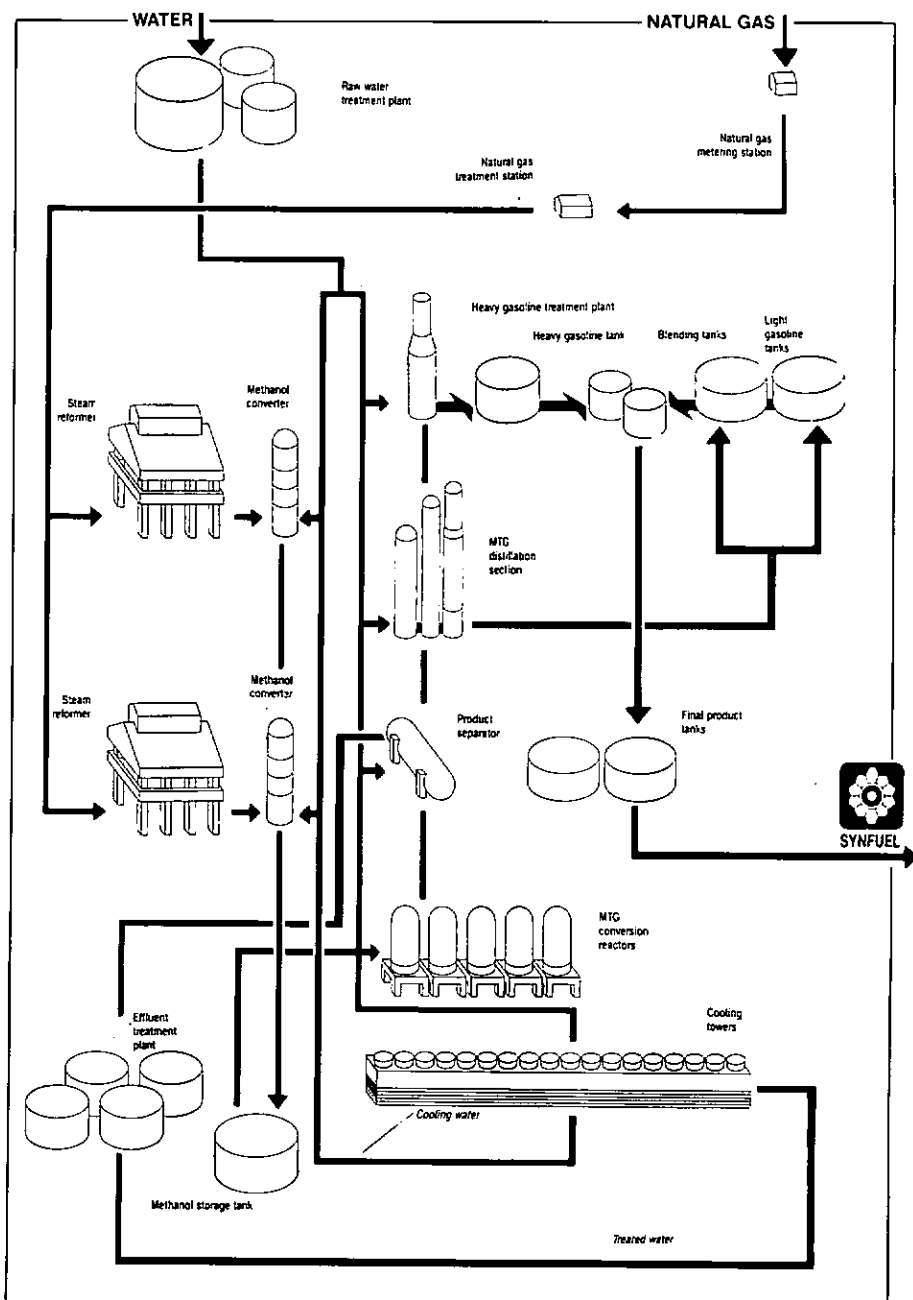 WATER
NATURAL GAS
Raw water
treatment plant
Natural gas
metering station
Natural gas
treatment station
Heavy gasoline treatment plant
Heavy gasoline tank
Blending tanks
Light
gasoline
tanks
Steam
reformer
Methanol
converter
MTG
distillation
section
Steam
reformer
Methanol
converter
Product
separator
Final product
tanks
SYNFUEL
MTG
conversion
reactors
Effluent
treatment
plant
Cooling
towers
Cooling water
Methanol storage tank
Treated water